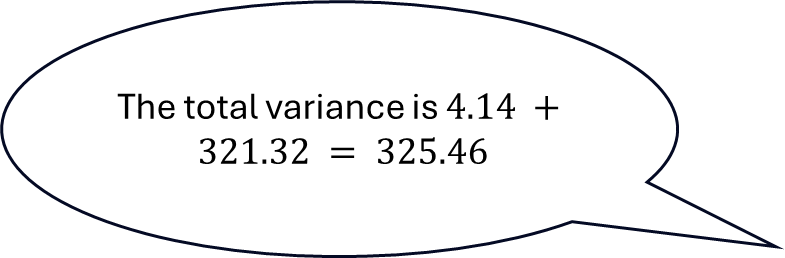 The total variance is 4.14 +
321.32 = 325.46